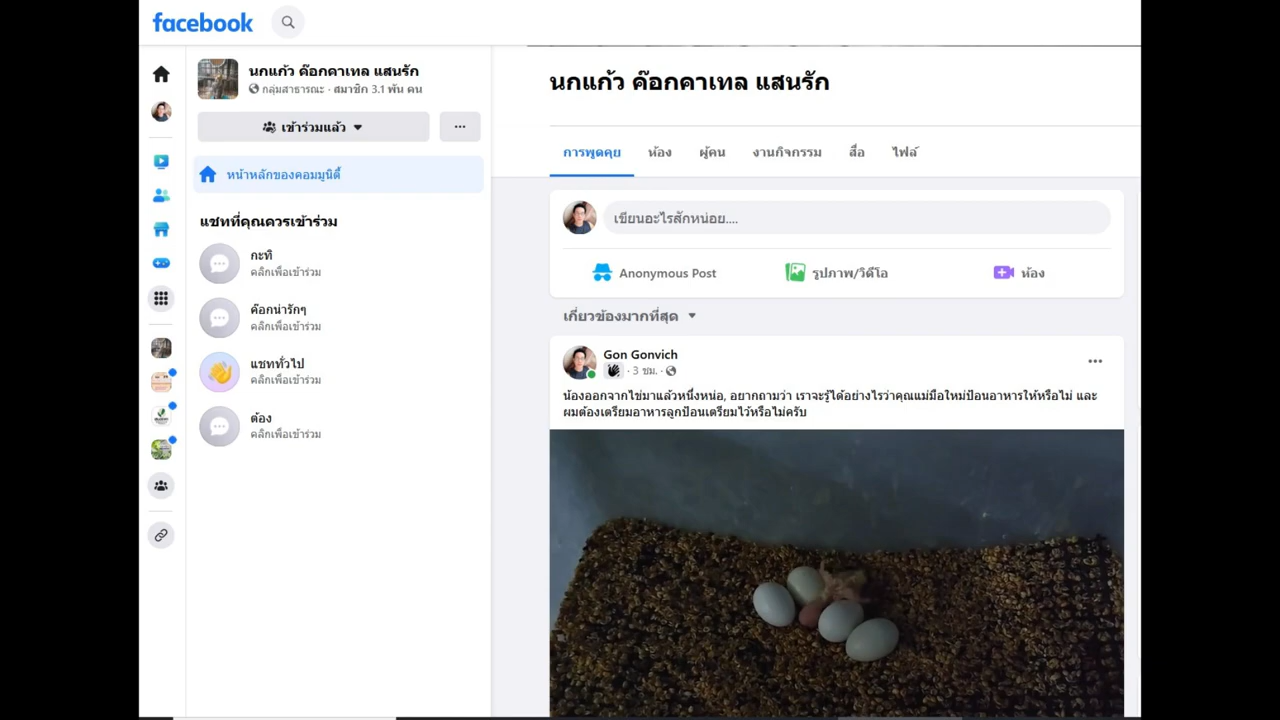 facebook
นกแก้ว ค๊อกคาเทล แสนรัก
กลุ่มสาธารณะ · สมาชิก 3.1 พัน คน
เข้าร่วมแล้ว
หน้าหลักของคอมมูนิตี้
แชทที่คุณควรเข้าร่วม
กะทิ
คลิกเพื่อเข้าร่วม
ค๊อกน่ารักๆ
คลิกเพื่อเข้าร่วม
แชททั่วไป
คลิกเพื่อเข้าร่วม
ต้อง
คลิกเพื่อเข้าร่วม
นกแก้ว ค๊อกคาเทล แสนรัก
การพูดคุย ห้อง ผู้คน งานกิจกรรม สื่อ ไฟล์
เขียนอะไรสักหน่อย....
Anonymous Post รูปภาพ/วิดีโอ ห้อง
เกี่ยวข้องมากที่สุด
Gon Gonvich
· 3 ชม. ·
น้องออกจากไข่มาแล้วหนึ่งหน่อ, อยากถามว่า เราจะรู้ได้อย่างไรว่าคุณแม่มือใหม่ป้อนอาหารให้หรือไม่ และ
ผมต้องเตรียมอาหารลูกป้อนเตรียมไว้หรือไม่ครับ